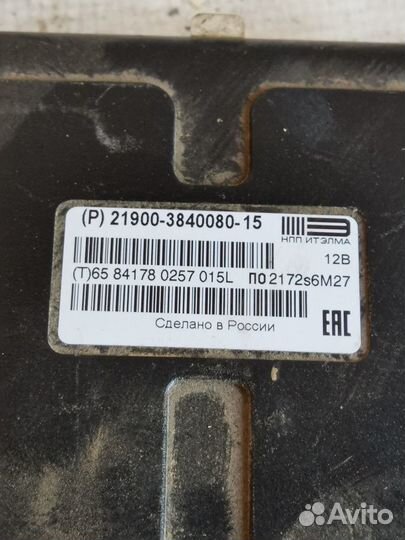 (P) 21900-3840080-15
НПП ИТЭЛМА
12В
(T)65 84178 0257 015L ПО 2172s6M27
Сделано в России
EAC
Avito